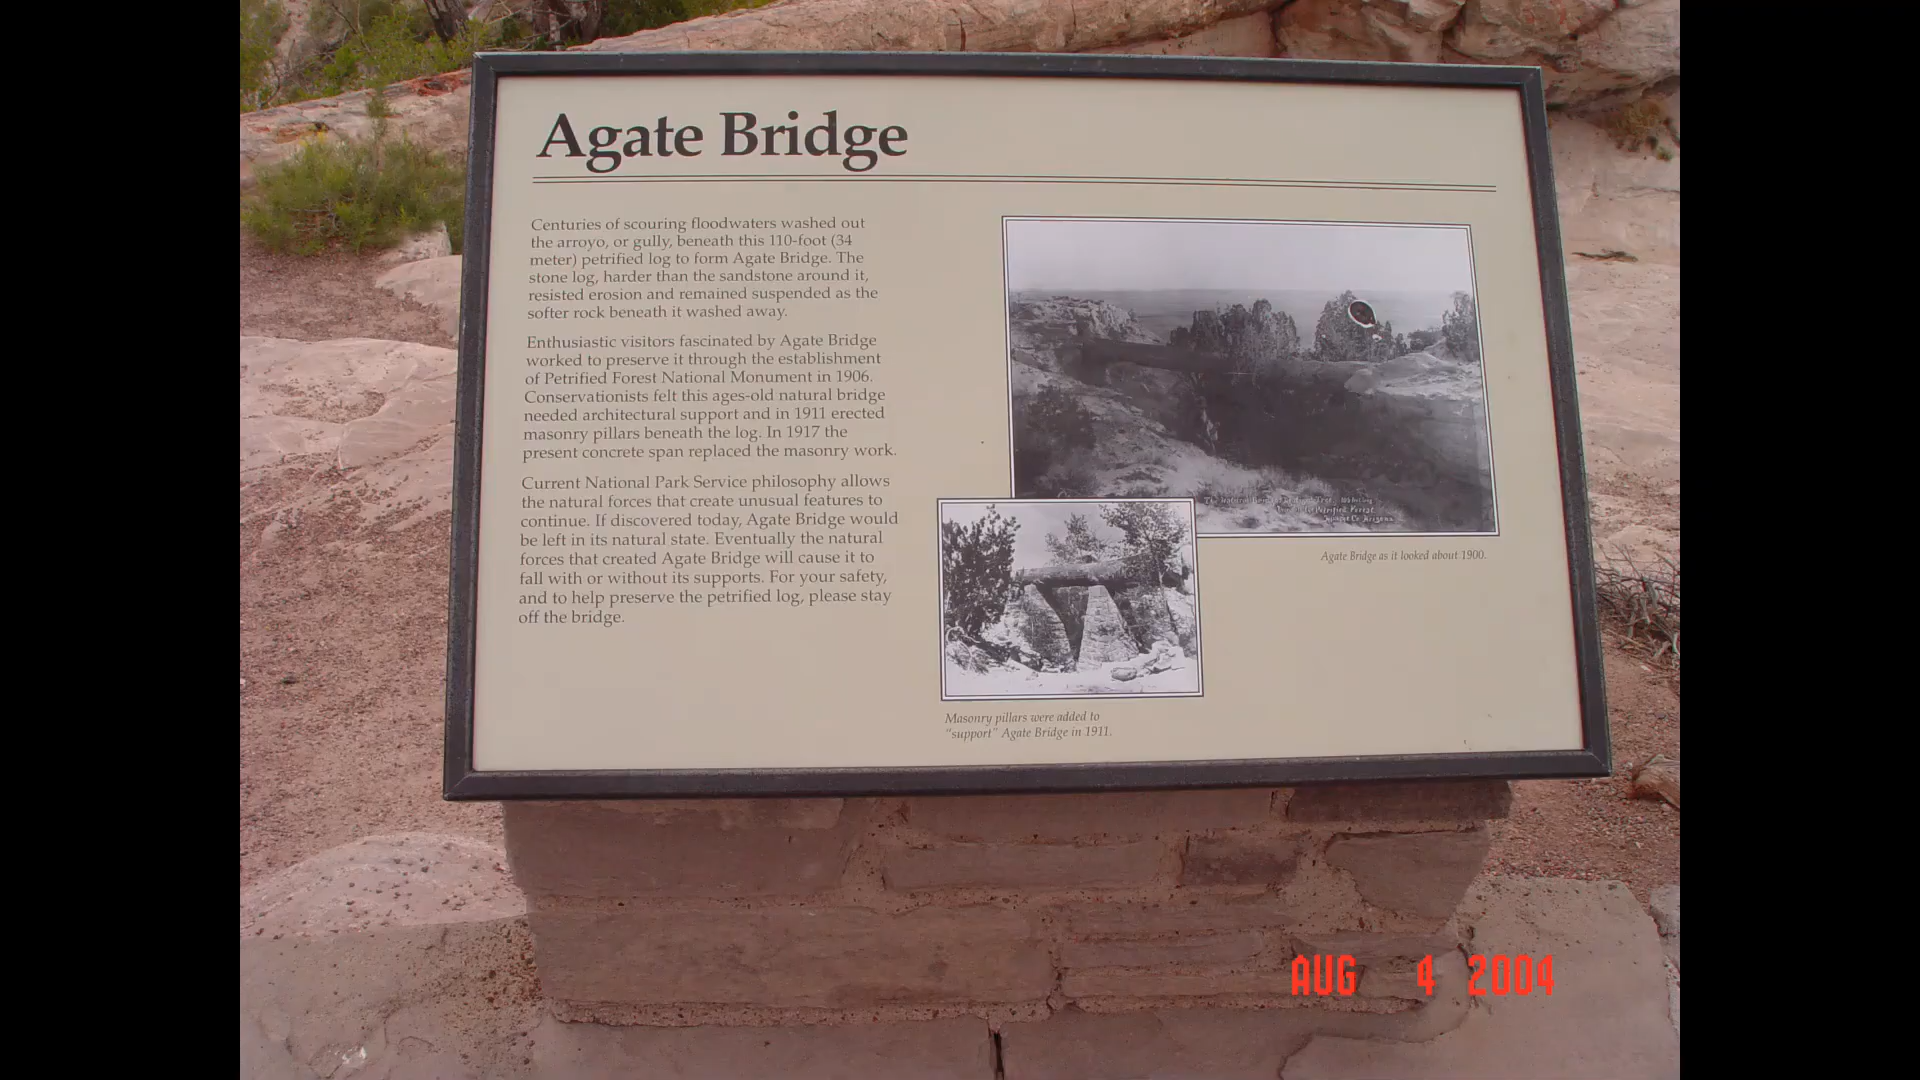 Agate Bridge
Centuries of scouring floodwaters washed out
the arroyo, or gully, beneath this 110-foot (34
meter) petrified log to form Agate Bridge. The
stone log, harder than the sandstone around it,
resisted erosion and remained suspended as the
softer rock beneath it washed away.
Enthusiastic visitors fascinated by Agate Bridge
worked to preserve it through the establishment
of Petrified Forest National Monument in 1906.
Conservationists felt this ages-old natural bridge
needed architectural support and in 1911 erected
masonry pillars beneath the log. In 1917 the
present concrete span replaced the masonry work.
Current National Park Service philosophy allows
the natural forces that create unusual features to
continue. If discovered today, Agate Bridge would
be left in its natural state. Eventually the natural
forces that created Agate Bridge will cause it to
fall with or without its supports. For your safety,
and to help preserve the petrified log, please stay
off the bridge.
The Natural Bridge
Petrified Forest
Arizona
Agate Bridge as it looked about 1900.
Masonry pillars were added to
"support" Agate Bridge in 1911.
AUG 4 2004